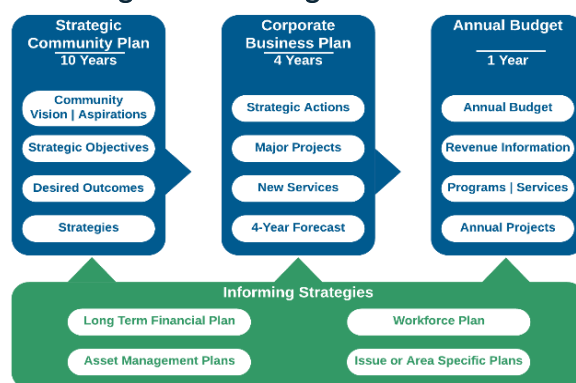 Strategic
Community Plan
10 Years
Community
Vision | Aspirations
Strategic Objectives
Desired Outcomes
Strategies
Corporate
Business Plan
4 Years
Strategic Actions
Major Projects
New Services
4-Year Forecast
Annual Budget
1 Year
Annual Budget
Revenue Information
Programs | Services
Annual Projects
Informing Strategies
Long Term Financial Plan
Workforce Plan
Asset Management Plans
Issue or Area Specific Plans